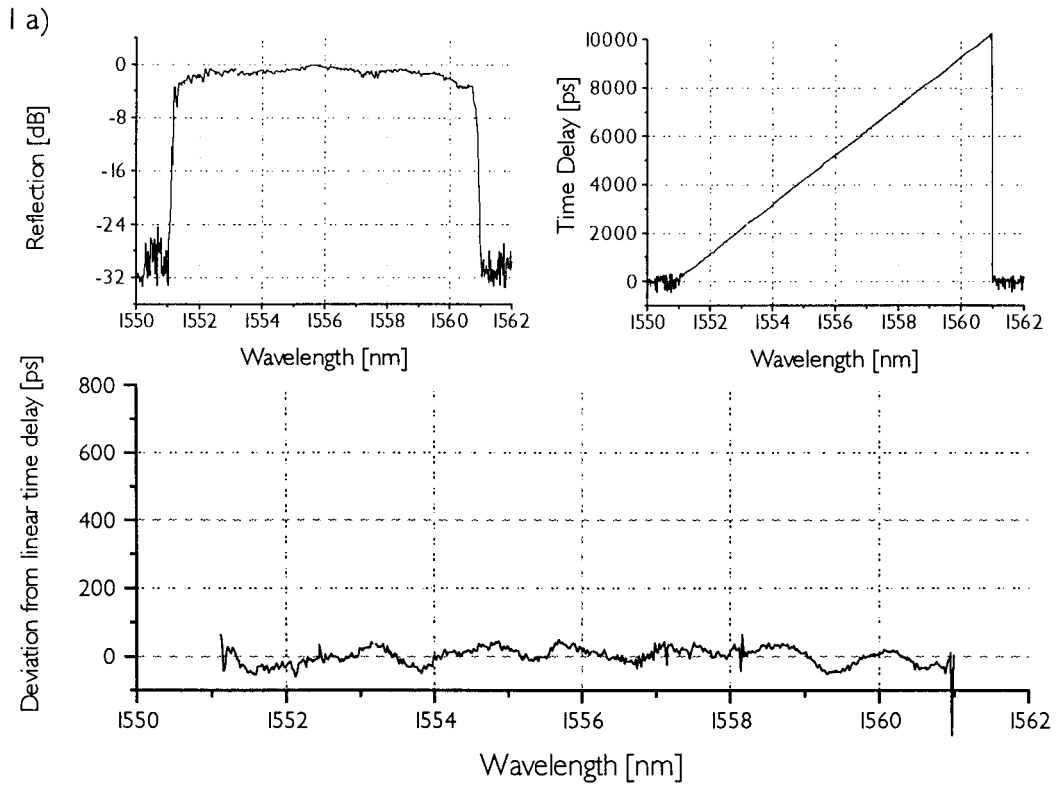 1 a)
Reflection [dB]
0
-8
-16
-24
-32
1550 1552 1554 1556 1558 1560 1562
Wavelength [nm]
Time Delay [ps]
10000
8000
6000
4000
2000
0
1550 1552 1554 1556 1558 1560 1562
Wavelength [nm]
Deviation from linear time delay [ps]
800
600
400
200
0
1550 1552 1554 1556 1558 1560 1562
Wavelength [nm]